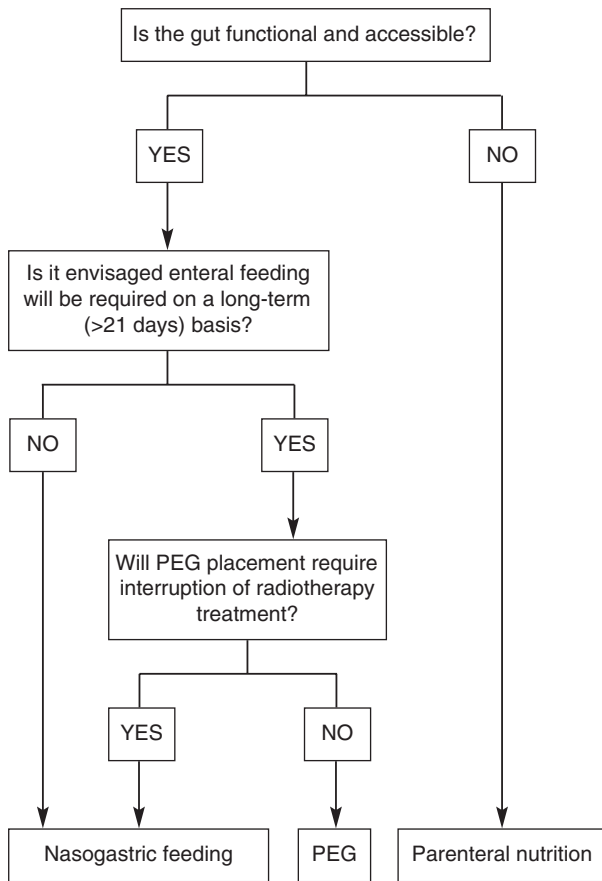 Is the gut functional and accessible?
YES
NO
Is it envisaged enteral feeding
will be required on a long-term
(>21 days) basis?
NO
YES
Will PEG placement require
interruption of radiotherapy
treatment?
YES
NO
Nasogastric feeding
PEG
Parenteral nutrition